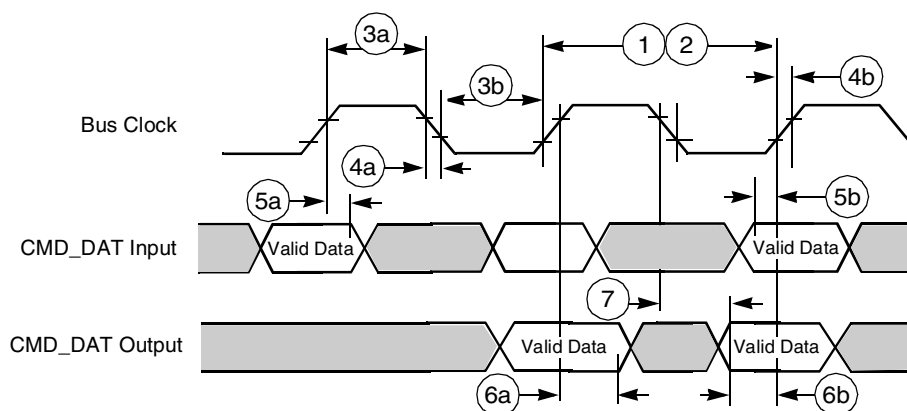 3a
1
2
3b
4b
Bus Clock
4a
5a
5b
CMD_DAT Input
Valid Data
Valid Data
7
CMD_DAT Output
Valid Data
Valid Data
6a
6b